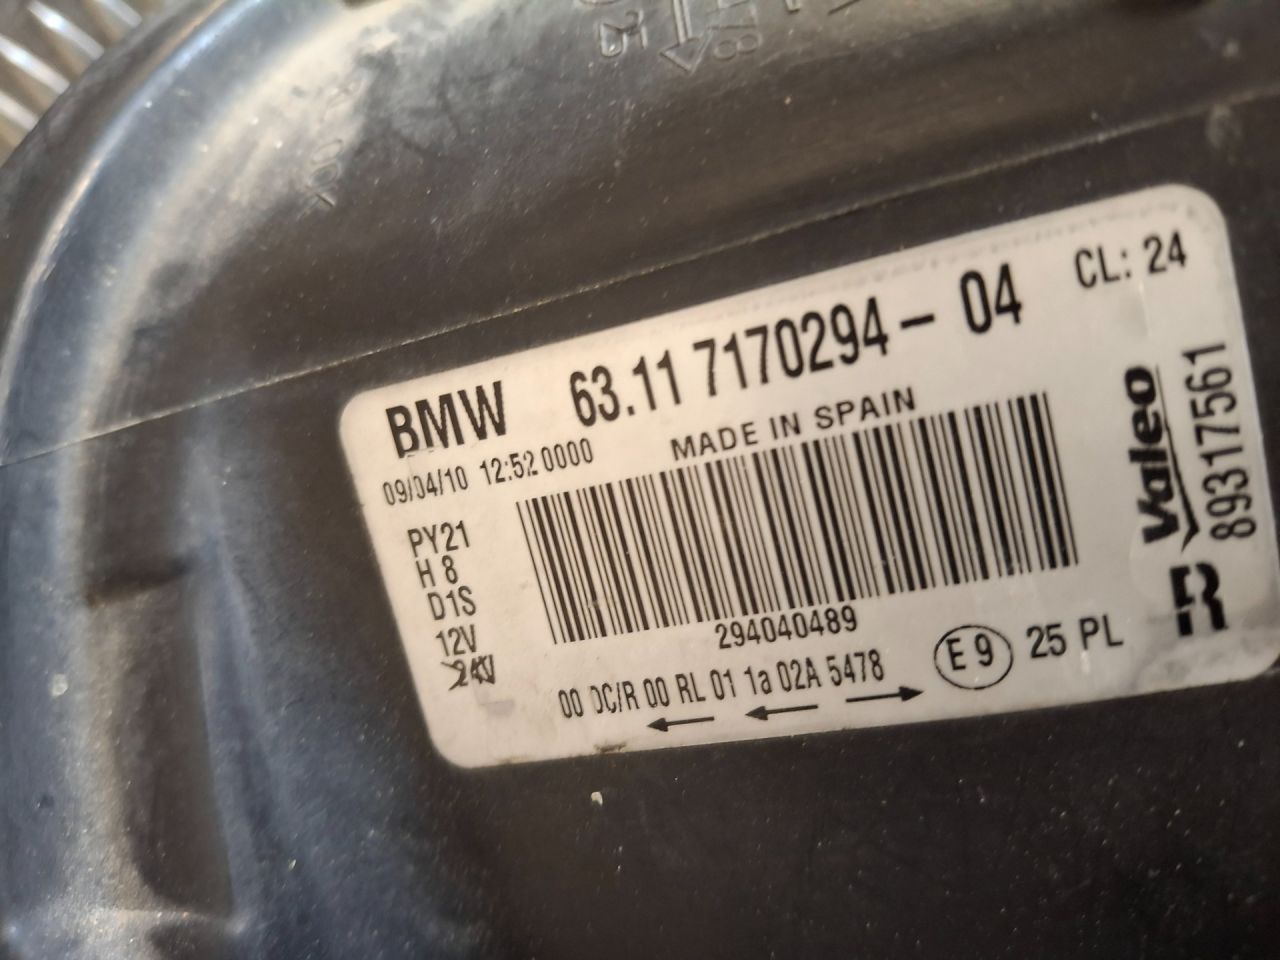 BMW 63.11 7170294 - 04 CL: 24
09/04/10 12:52 0000 MADE IN SPAIN
PY21
H 8
D1S
12V
24V
294040489
00 DC/R 00 RL 01 1a 02A 5478
E 9 25 PL
Valeo
89317561
R